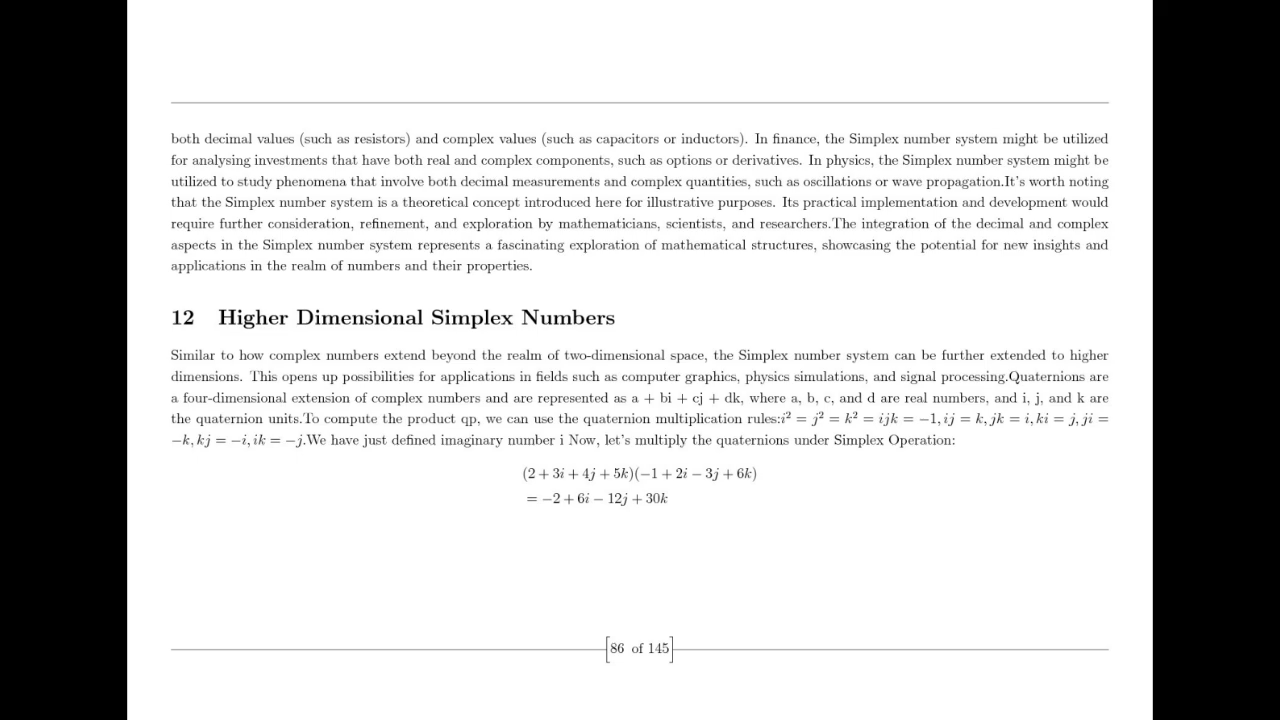 both decimal values (such as resistors) and complex values (such as capacitors or inductors). In finance, the Simplex number system might be utilized
for analysing investments that have both real and complex components, such as options or derivatives. In physics, the Simplex number system might be
utilized to study phenomena that involve both decimal measurements and complex quantities, such as oscillations or wave propagation.It's worth noting
that the Simplex number system is a theoretical concept introduced here for illustrative purposes. Its practical implementation and development would
require further consideration, refinement, and exploration by mathematicians, scientists, and researchers.The integration of the decimal and complex
aspects in the Simplex number system represents a fascinating exploration of mathematical structures, showcasing the potential for new insights and
applications in the realm of numbers and their properties.
12 Higher Dimensional Simplex Numbers
Similar to how complex numbers extend beyond the realm of two-dimensional space, the Simplex number system can be further extended to higher
dimensions. This opens up possibilities for applications in fields such as computer graphics, physics simulations, and signal processing.Quaternions are
a four-dimensional extension of complex numbers and are represented as a + bi + cj + dk, where a, b, c, and d are real numbers, and i, j, and k are
the quaternion units.To compute the product qp, we can use the quaternion multiplication rules:i² = j² = k² = ijk = −1, ij = k, jk = i, ki = j, ji =
−k, kj = −i, ik = −j.We have just defined imaginary number i Now, let's multiply the quaternions under Simplex Operation:
(2 + 3i + 4j + 5k)(−1 + 2i − 3j + 6k)
= −2 + 6i − 12j + 30k
[86 of 145]